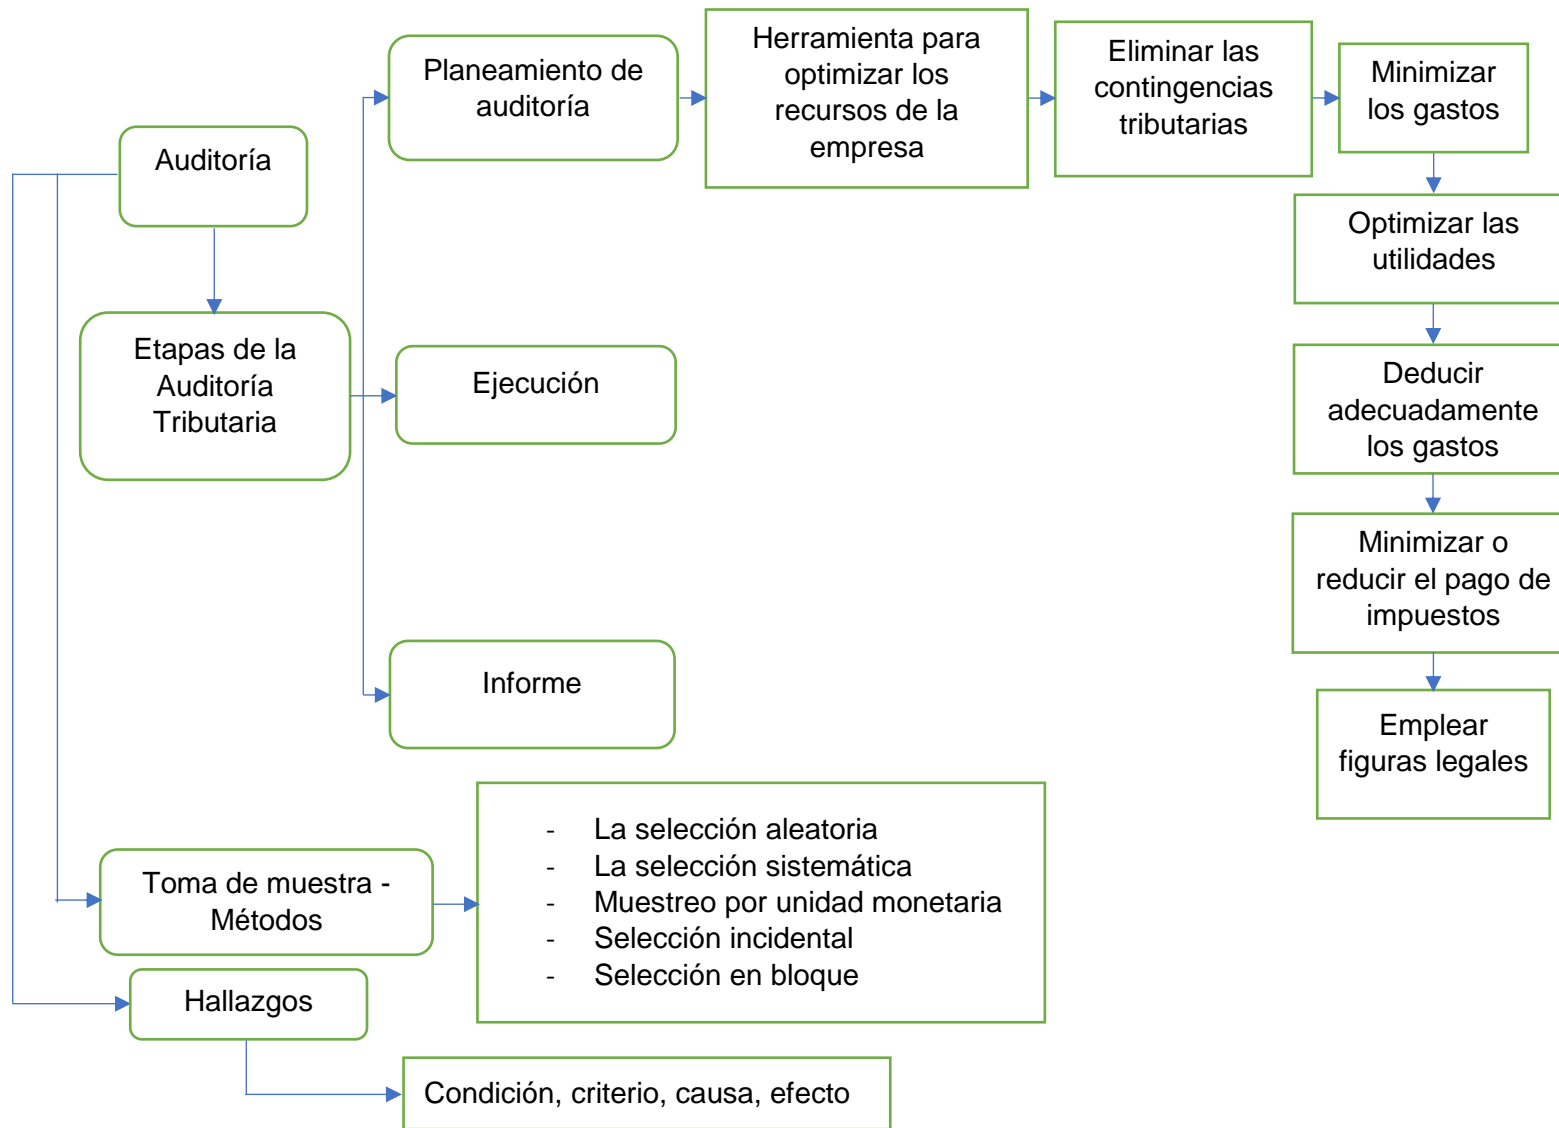 Auditoría
Etapas de la
Auditoría
Tributaria
Planeamiento de
auditoría
Herramienta para
optimizar los
recursos de la
empresa
Eliminar las
contingencias
tributarias
Minimizar
los gastos
Optimizar las
utilidades
Deducir
adecuadamente
los gastos
Minimizar o
reducir el pago de
impuestos
Emplear
figuras legales
Ejecución
Informe
Toma de muestra -
Métodos
- La selección aleatoria
- La selección sistemática
- Muestreo por unidad monetaria
- Selección incidental
- Selección en bloque
Hallazgos
Condición, criterio, causa, efecto